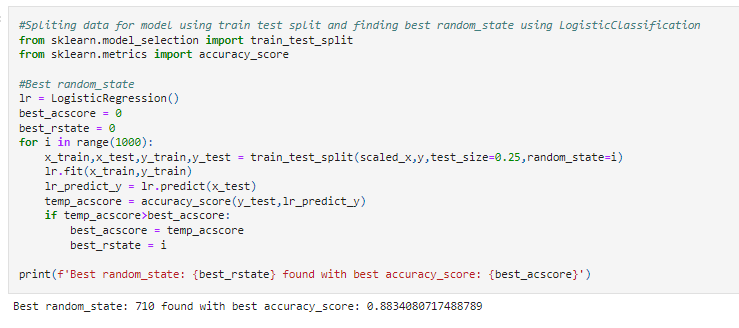 #Spliting data for model using train test split and finding best random_state using LogisticClassification
from sklearn.model_selection import train_test_split
from sklearn.metrics import accuracy_score
#Best random_state
lr = LogisticRegression()
best_acscore = 0
best_rstate = 0
for i in range(1000):
    x_train,x_test,y_train,y_test = train_test_split(scaled_x,y,test_size=0.25,random_state=i)
    lr.fit(x_train,y_train)
    lr_predict_y = lr.predict(x_test)
    temp_acscore = accuracy_score(y_test,lr_predict_y)
    if temp_acscore>best_acscore:
        best_acscore = temp_acscore
        best_rstate = i
print(f'Best random_state: {best_rstate} found with best accuracy_score: {best_acscore}')
Best random_state: 710 found with best accuracy_score: 0.8834080717488789